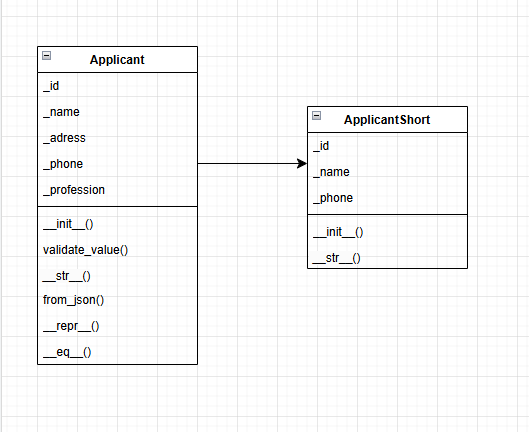 Applicant
_id
_name
_adress
_phone
_profession
__init__()
validate_value()
__str__()
from_json()
__repr__()
__eq__()
ApplicantShort
_id
_name
_phone
__init__()
__str__()